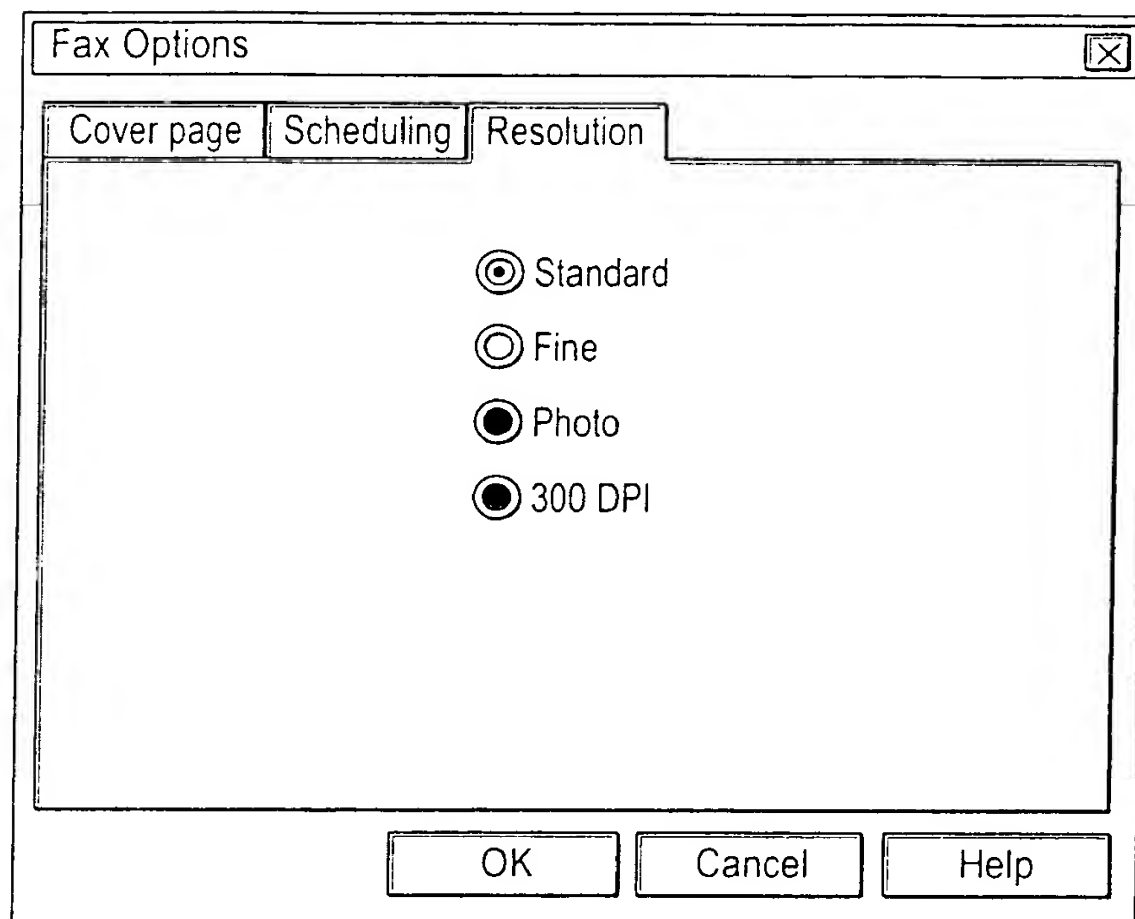 Fax Options
Cover page Scheduling Resolution
Standard
Fine
Photo
300 DPI
OK Cancel Help